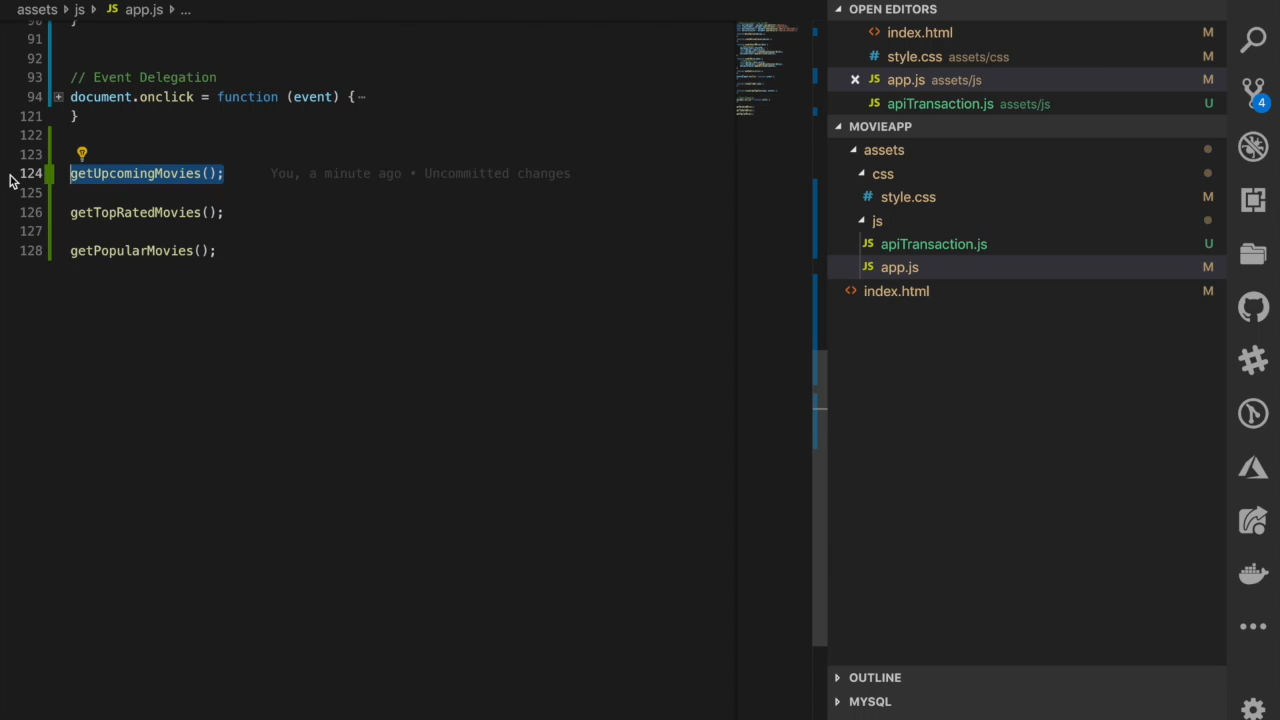 assets > js > JS app.js > ...
90 }
91
92
93 // Event Delegation
94 document.onclick = function (event) {⋯
121 }
122
123
124 getUpcomingMovies(); You, a minute ago • Uncommitted changes
125
126 getTopRatedMovies();
127
128 getPopularMovies();
OPEN EDITORS
<> index.html M
# style.css assets/css M
JS app.js assets/js M
JS apiTransaction.js assets/js U
MOVIEAPP
assets
css
# style.css M
js
JS apiTransaction.js U
JS app.js M
<> index.html M
OUTLINE
MYSQL
4